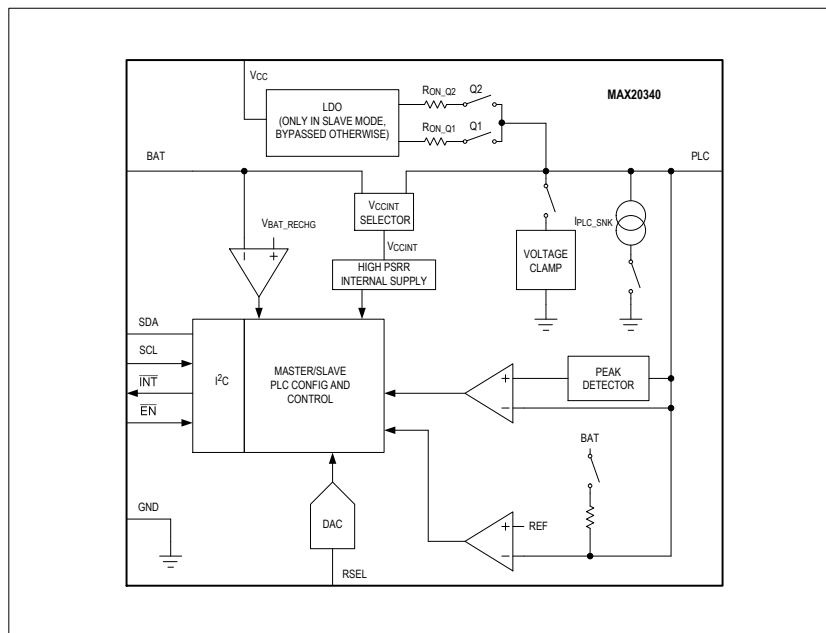 VCC
LDO
(ONLY IN SLAVE MODE,
BYPASSED OTHERWISE)
RON_Q2
Q2
RON_Q1
Q1
MAX20340
BAT
PLC
VCCINT
SELECTOR
VBAT_RECHG
VCCINT
HIGH PSRR
INTERNAL SUPPLY
IPLC_SNK
VOLTAGE
CLAMP
- +
SDA
SCL
INT
EN
I²C
MASTER/SLAVE
PLC CONFIG AND
CONTROL
+
-
PEAK
DETECTOR
BAT
GND
DAC
+
-
REF
RSEL